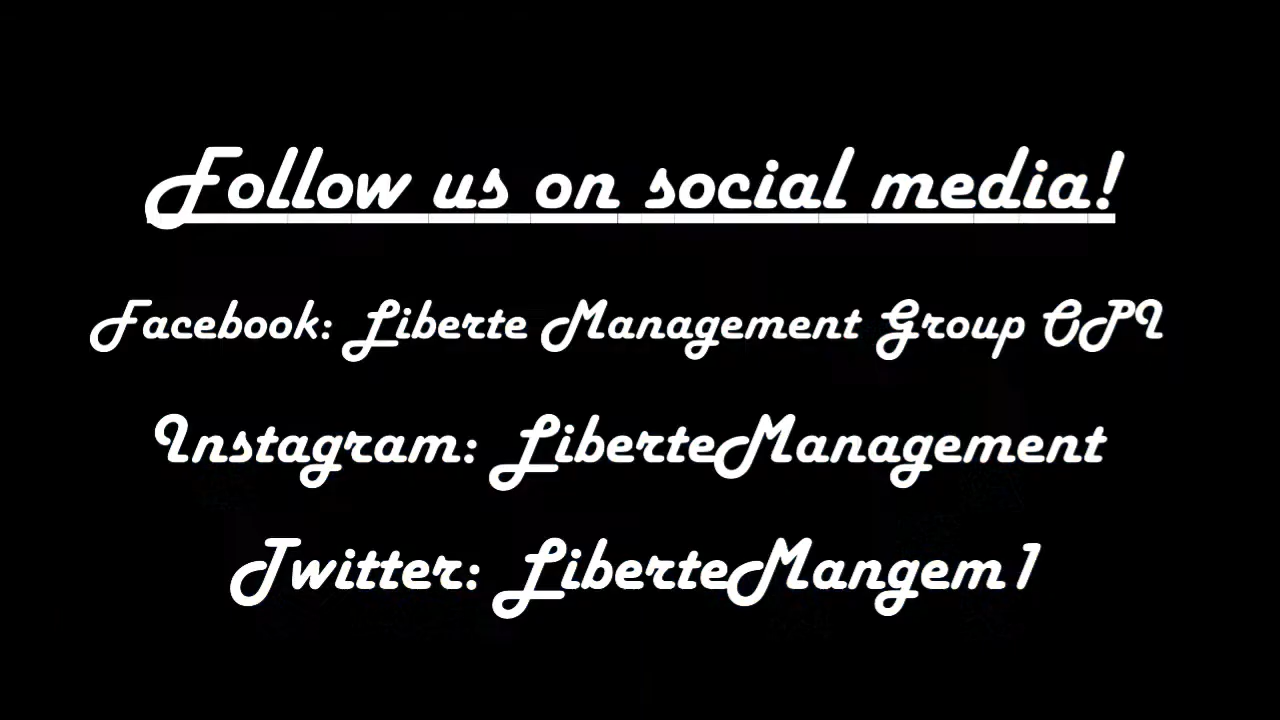 Follow us on social media!
Facebook: Liberte Management Group OPI
Instagram: LiberteManagement
Twitter: LiberteMangem1